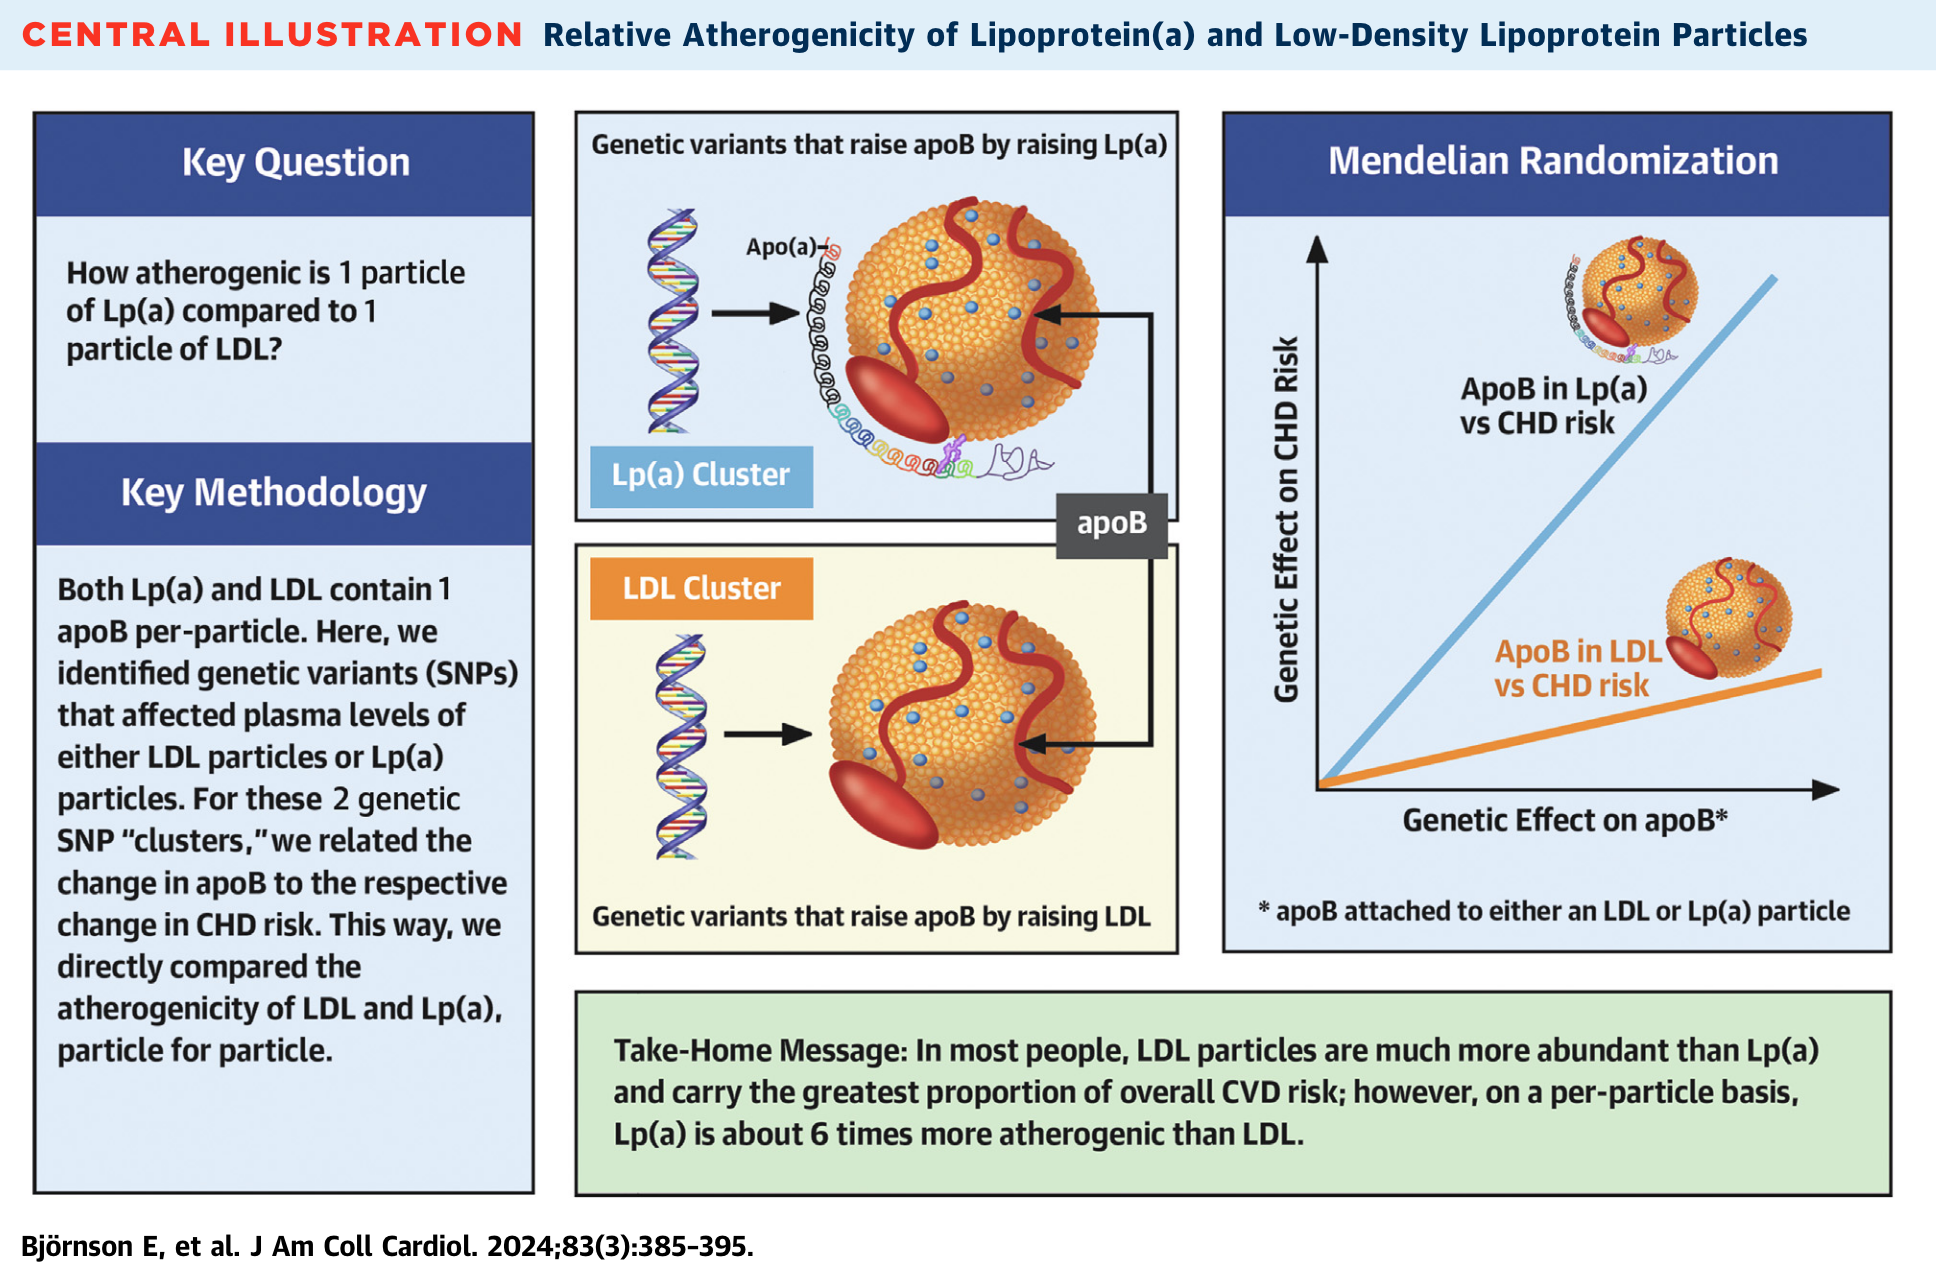 CENTRAL ILLUSTRATION Relative Atherogenicity of Lipoprotein(a) and Low-Density Lipoprotein Particles
Key Question
How atherogenic is 1 particle
of Lp(a) compared to 1
particle of LDL?
Key Methodology
Both Lp(a) and LDL contain 1
apoB per-particle. Here, we
identified genetic variants (SNPs)
that affected plasma levels of
either LDL particles or Lp(a)
particles. For these 2 genetic
SNP “clusters,” we related the
change in apoB to the respective
change in CHD risk. This way, we
directly compared the
atherogenicity of LDL and Lp(a),
particle for particle.
Genetic variants that raise apoB by raising Lp(a)
Apo(a)
Lp(a) Cluster
apoB
LDL Cluster
Genetic variants that raise apoB by raising LDL
Mendelian Randomization
Genetic Effect on CHD Risk
ApoB in Lp(a)
vs CHD risk
ApoB in LDL
vs CHD risk
Genetic Effect on apoB*
* apoB attached to either an LDL or Lp(a) particle
Take-Home Message: In most people, LDL particles are much more abundant than Lp(a)
and carry the greatest proportion of overall CVD risk; however, on a per-particle basis,
Lp(a) is about 6 times more atherogenic than LDL.
Björnson E, et al. J Am Coll Cardiol. 2024;83(3):385–395.